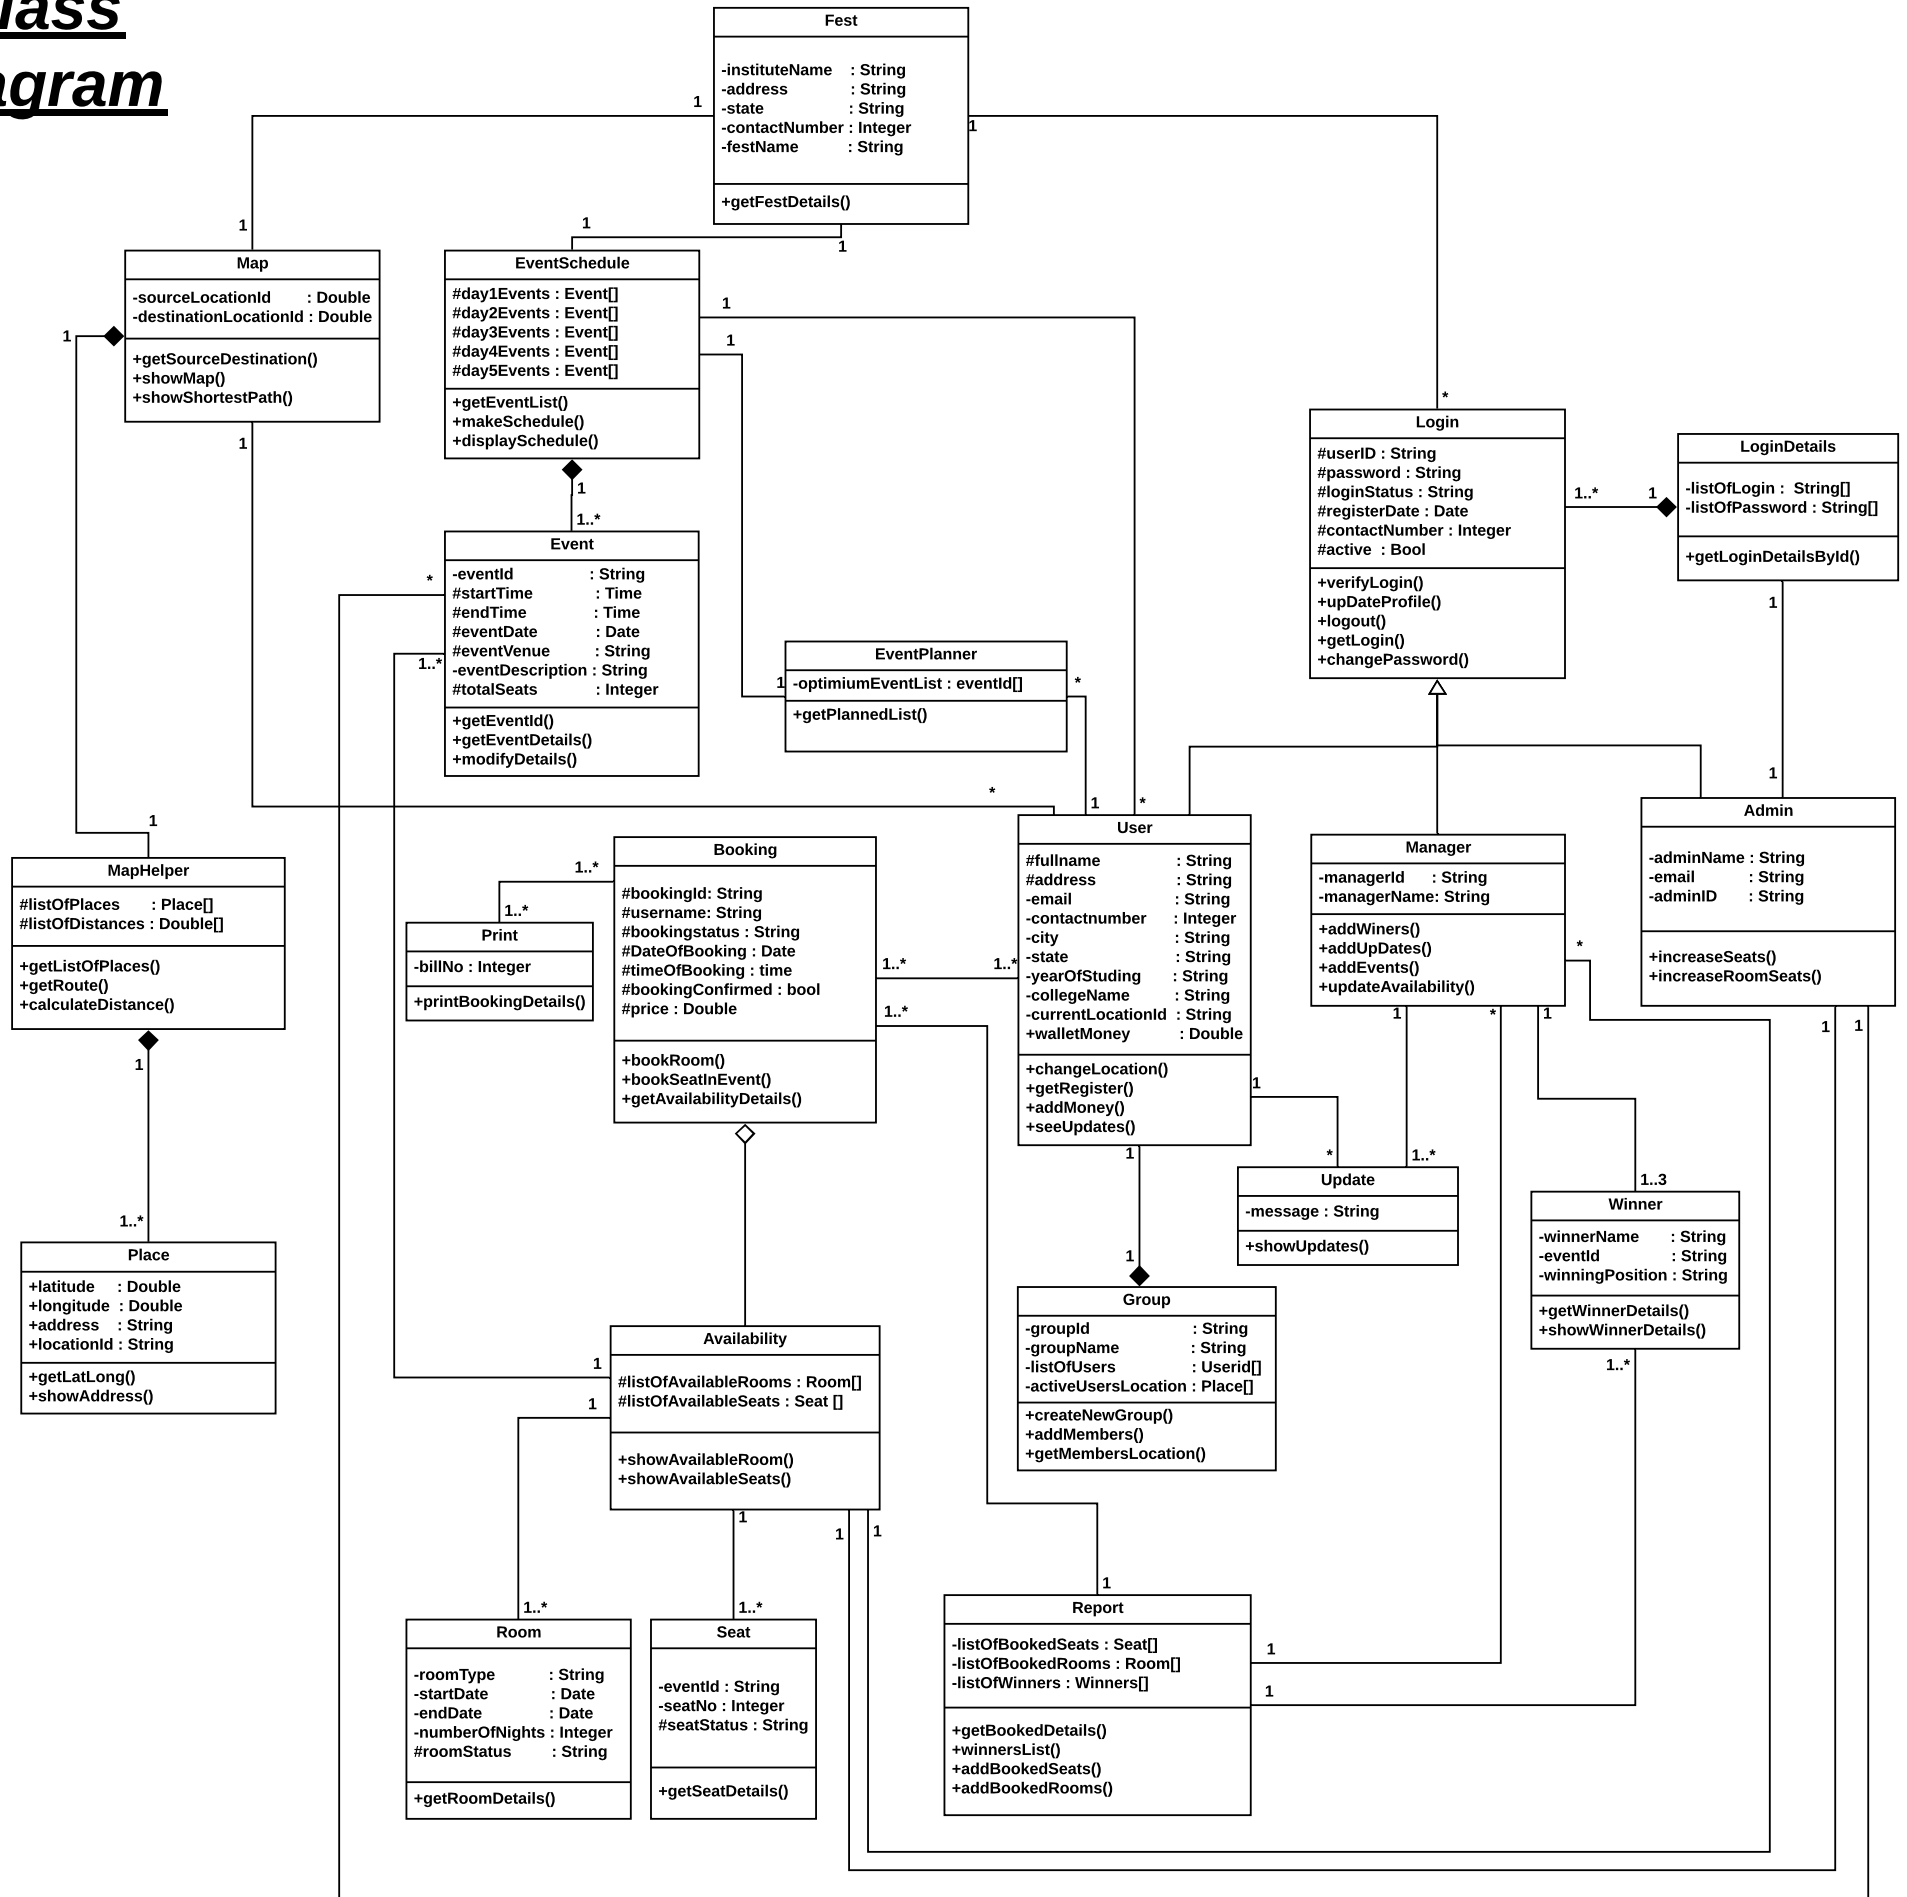 lass
agram
Fest
-instituteName : String
-address : String
-state : String
-contactNumber : Integer
-festName : String
+getFestDetails()
1
1
1
1
1
1
Map
-sourceLocationId : Double
-destinationLocationId : Double
+getSourceDestination()
+showMap()
+showShortestPath()
1
1
EventSchedule
#day1Events : Event[]
#day2Events : Event[]
#day3Events : Event[]
#day4Events : Event[]
#day5Events : Event[]
+getEventList()
+makeSchedule()
+displaySchedule()
1
1
*
Login
#userID : String
#password : String
#loginStatus : String
#registerDate : Date
#contactNumber : Integer
#active : Bool
+verifyLogin()
+upDateProfile()
+logout()
+getLogin()
+changePassword()
1..*
1
LoginDetails
-listOfLogin : String[]
-listOfPassword : String[]
+getLoginDetailsById()
1
1
1
1..*
Event
-eventId : String
#startTime : Time
#endTime : Time
#eventDate : Date
#eventVenue : String
-eventDescription : String
#totalSeats : Integer
+getEventId()
+getEventDetails()
+modifyDetails()
*
1..*
EventPlanner
-optimiumEventList : eventId[]
+getPlannedList()
1
*
*
1
*
1
MapHelper
#listOfPlaces : Place[]
#listOfDistances : Double[]
+getListOfPlaces()
+getRoute()
+calculateDistance()
1
1..*
1..*
1..*
Print
-billNo : Integer
+printBookingDetails()
Booking
#bookingId: String
#username: String
#bookingstatus : String
#DateOfBooking : Date
#timeOfBooking : time
#bookingConfirmed : bool
#price : Double
+bookRoom()
+bookSeatInEvent()
+getAvailabilityDetails()
1..*
1..*
1..*
User
#fullname : String
#address : String
-email : String
-contactnumber : Integer
-city : String
-state : String
-yearOfStuding : String
-collegeName : String
-currentLocationId : String
+walletMoney : Double
+changeLocation()
+getRegister()
+addMoney()
+seeUpdates()
1
1
*
1
Manager
-managerId : String
-managerName: String
+addWiners()
+addUpDates()
+addEvents()
+updateAvailability()
*
1
*
1
1..*
1..3
Admin
-adminName : String
-email : String
-adminID : String
+increaseSeats()
+increaseRoomSeats()
1
1
Update
-message : String
+showUpdates()
Winner
-winnerName : String
-eventId : String
-winningPosition : String
+getWinnerDetails()
+showWinnerDetails()
1..*
Place
+latitude : Double
+longitude : Double
+address : String
+locationId : String
+getLatLong()
+showAddress()
Group
-groupId : String
-groupName : String
-listOfUsers : Userid[]
-activeUsersLocation : Place[]
+createNewGroup()
+addMembers()
+getMembersLocation()
1
1
Availability
#listOfAvailableRooms : Room[]
#listOfAvailableSeats : Seat []
+showAvailableRoom()
+showAvailableSeats()
1
1
1
1..*
1..*
Room
-roomType : String
-startDate : Date
-endDate : Date
-numberOfNights : Integer
#roomStatus : String
+getRoomDetails()
Seat
-eventId : String
-seatNo : Integer
#seatStatus : String
+getSeatDetails()
1
Report
-listOfBookedSeats : Seat[]
-listOfBookedRooms : Room[]
-listOfWinners : Winners[]
+getBookedDetails()
+winnersList()
+addBookedSeats()
+addBookedRooms()
1
1